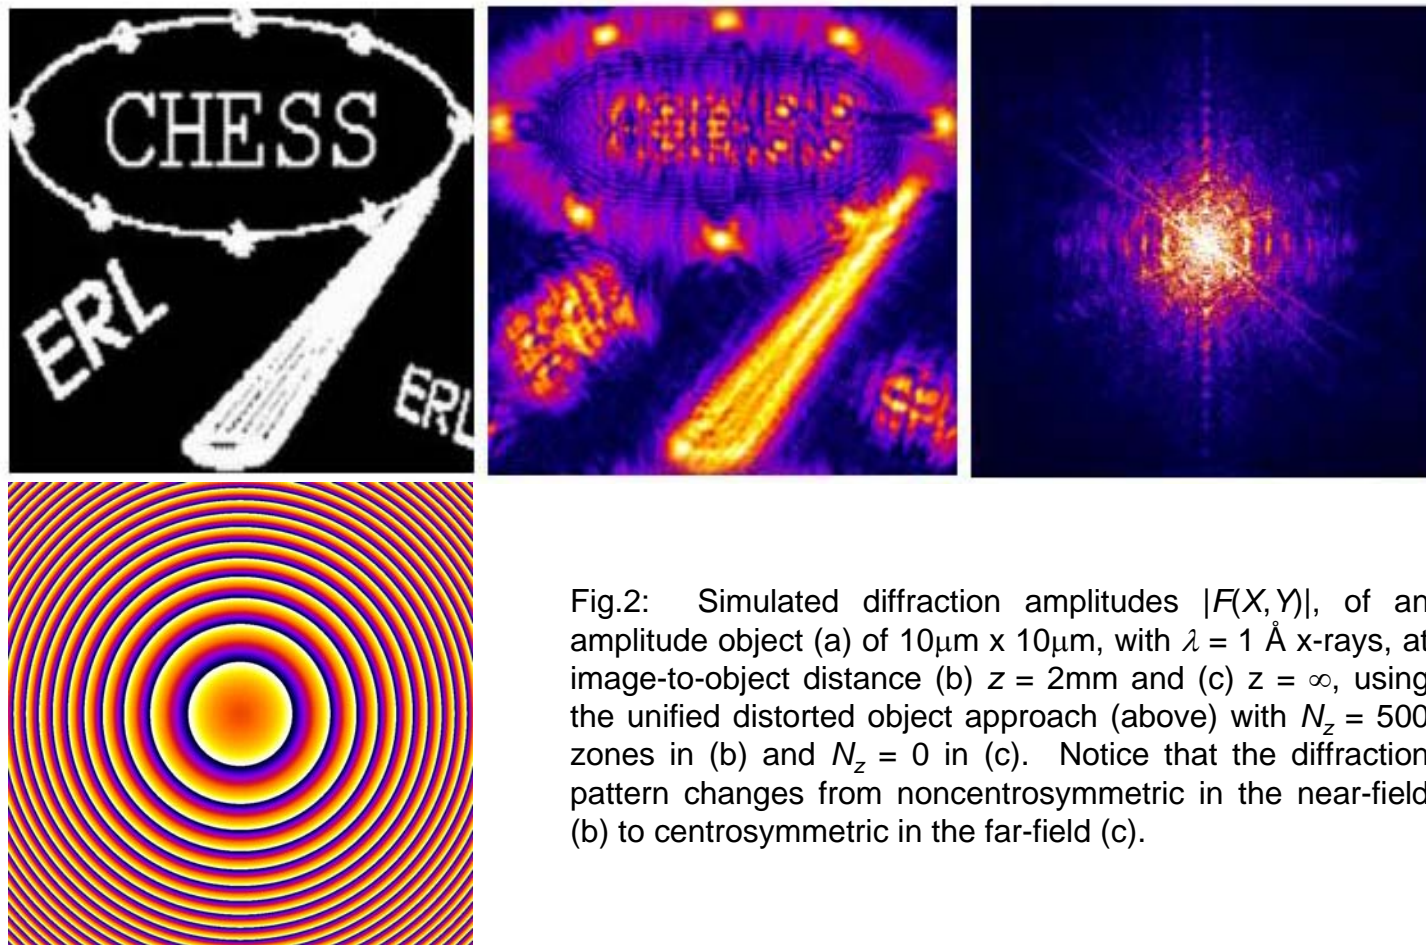 CHESS
ERL
ERL
Fig.2: Simulated diffraction amplitudes |F(X,Y)|, of an
amplitude object (a) of 10μm x 10μm, with λ = 1 Å x-rays, at
image-to-object distance (b) z = 2mm and (c) z = ∞, using
the unified distorted object approach (above) with N_z = 500
zones in (b) and N_z = 0 in (c). Notice that the diffraction
pattern changes from noncentrosymmetric in the near-field
(b) to centrosymmetric in the far-field (c).